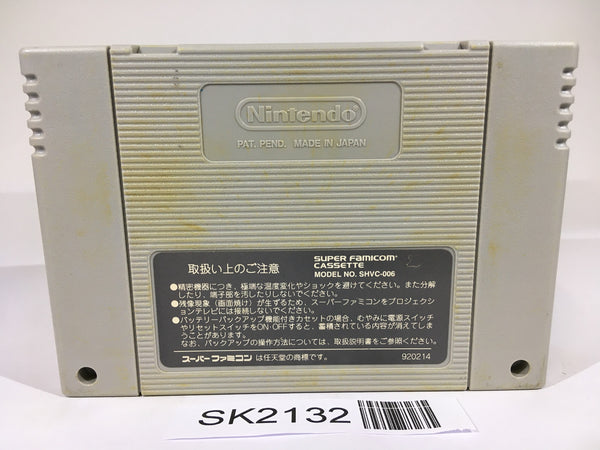 Nintendo
PAT. PEND. MADE IN JAPAN
取扱い上のご注意
SUPER FAMICOM
CASSETTE
MODEL NO. SHVC-006
●精密機器につき、極端な温度変化やショックを避けてください。また分解
したり、端子部を汚したりしないでください。
●残像現象(画面焼け)が生ずるため、スーパーファミコンをプロジェクシ
ョンテレビには接続しないでください。
●バッテリーバックアップ機能付きカセットの場合、むやみに電源スイッチ
やリセットスイッチをON・OFFすると、蓄積されている内容が消えてしま
うことがあります。
なお、バックアップの操作方法については、取扱説明書をご参照ください。
スーパーファミコンは任天堂の商標です。
920214
SK2132